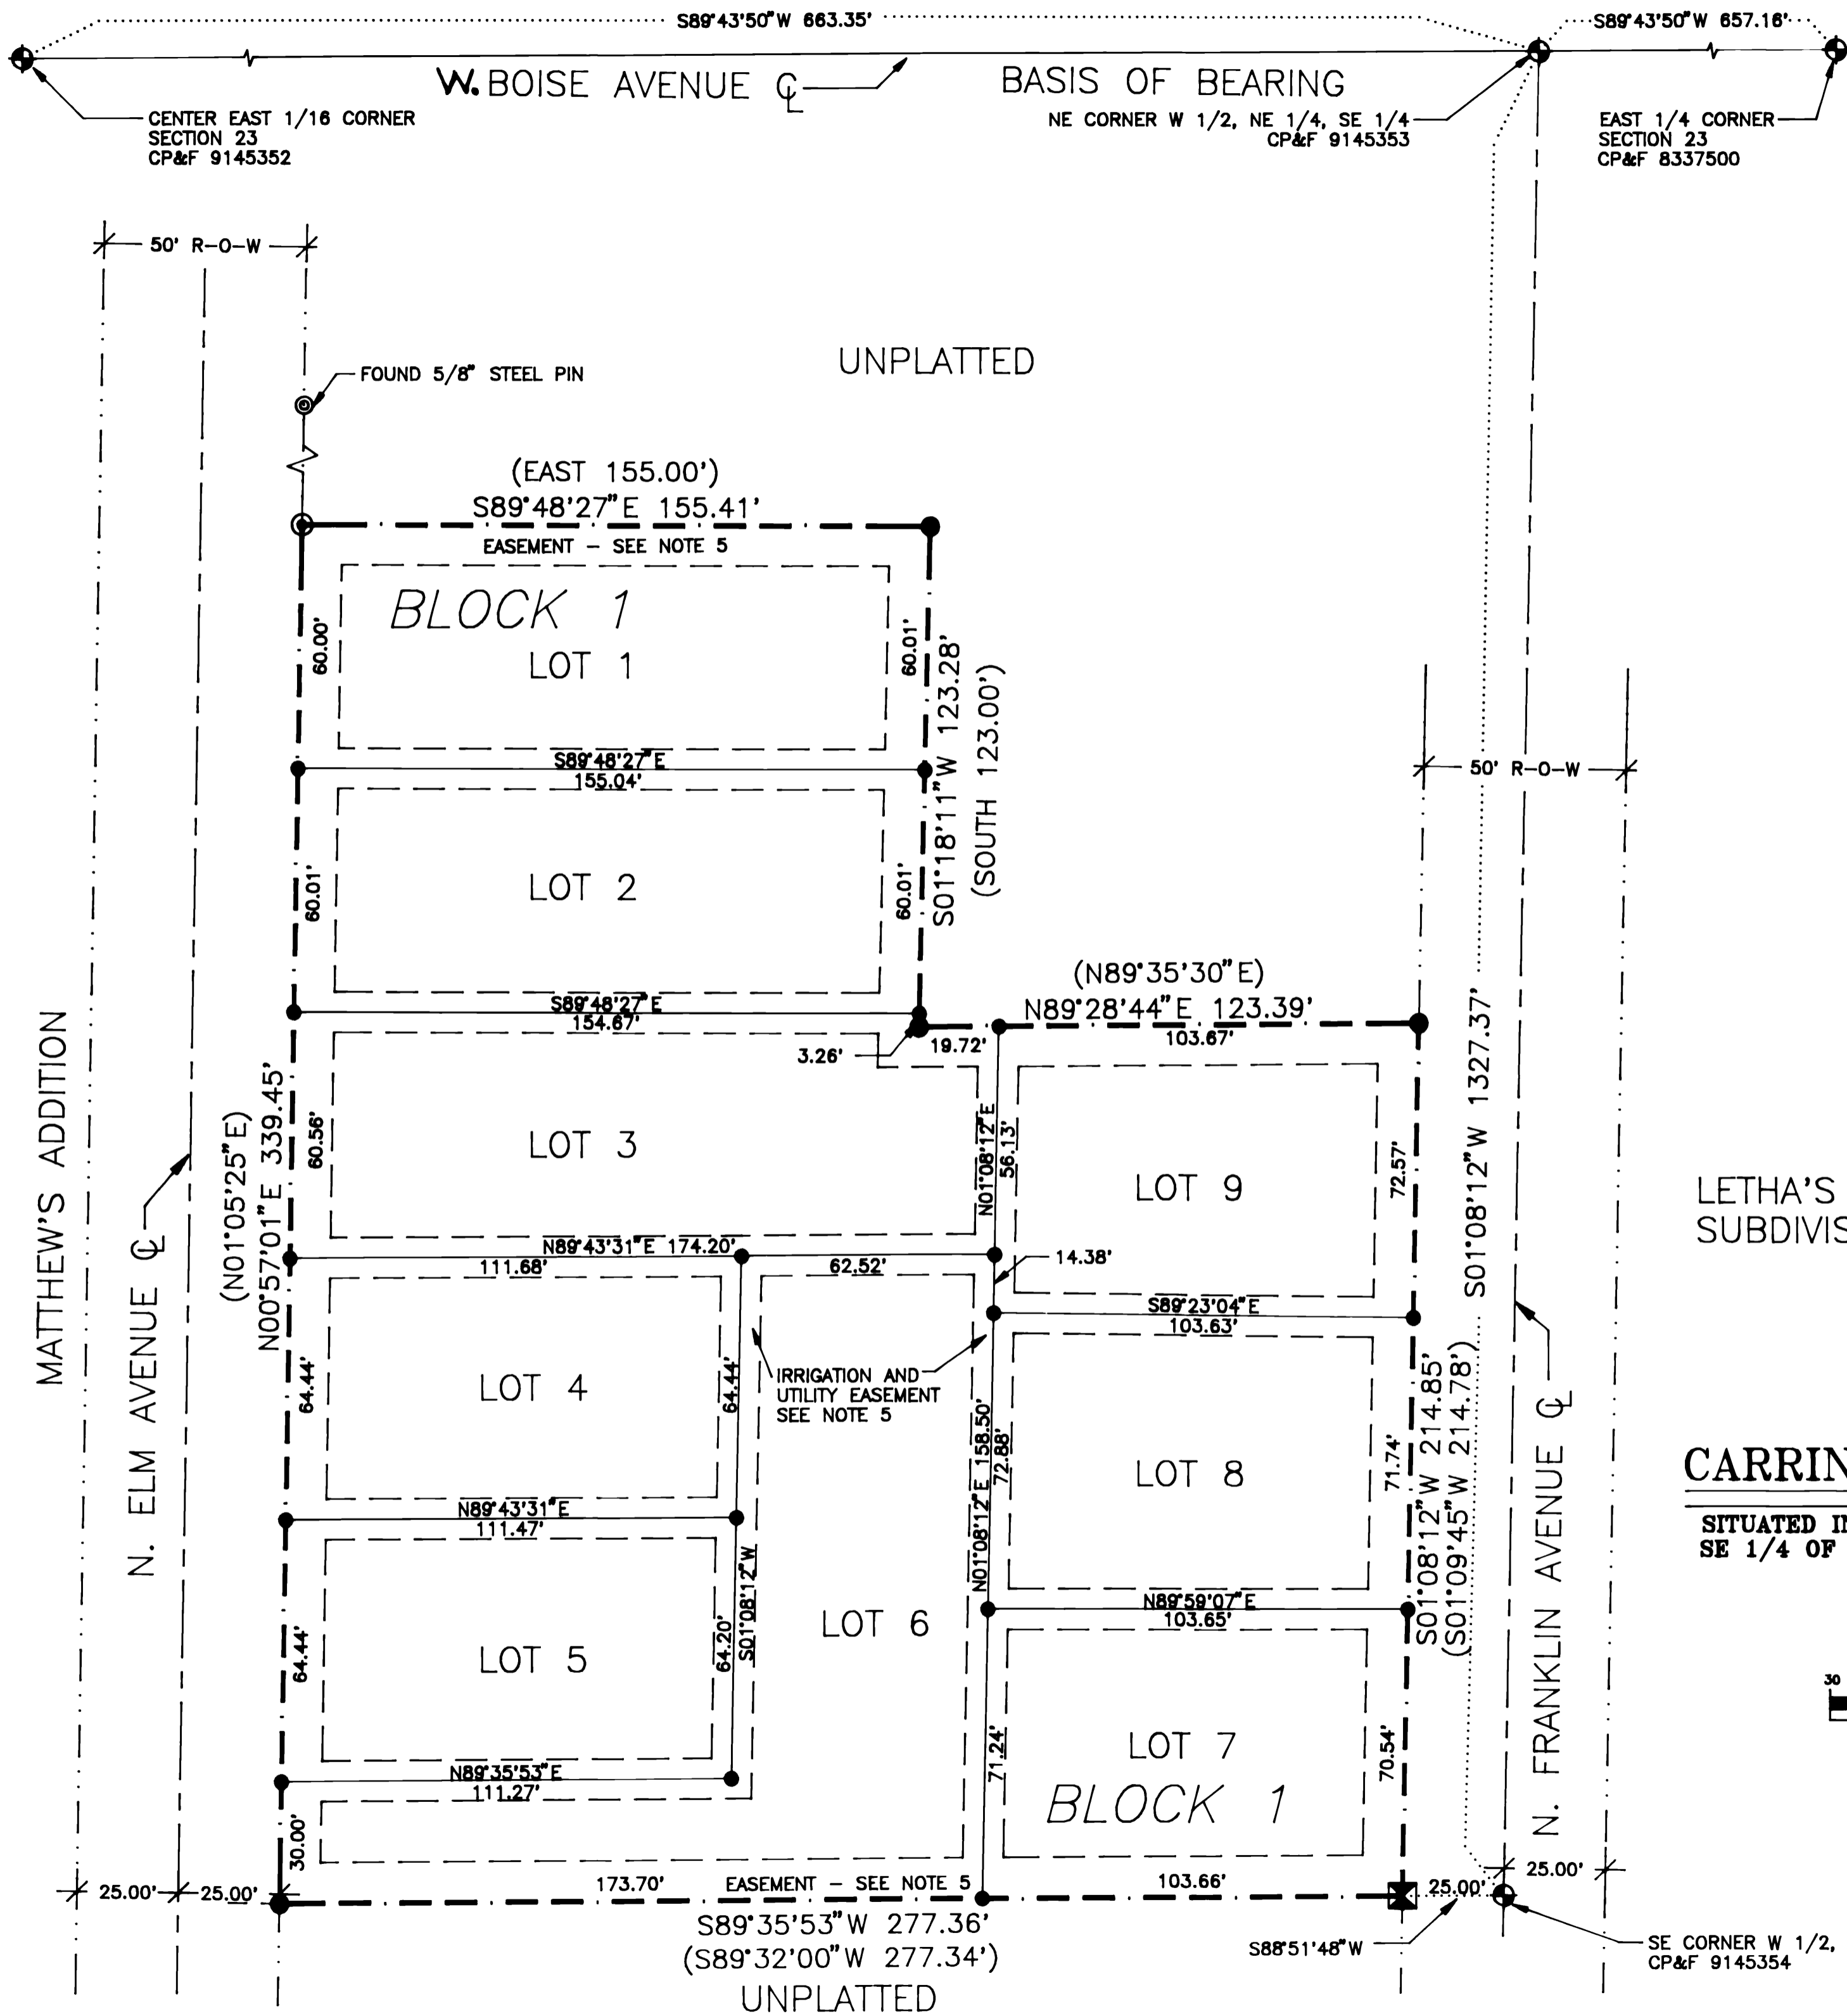 S89°43'50"W 663.35'
S89°43'50"W 657.16'
W. BOISE AVENUE ℄
BASIS OF BEARING
CENTER EAST 1/16 CORNER
SECTION 23
CP&F 9145352
NE CORNER W 1/2, NE 1/4, SE 1/4
CP&F 9145353
EAST 1/4 CORNER
SECTION 23
CP&F 8337500
50' R-O-W
UNPLATTED
FOUND 5/8" STEEL PIN
(EAST 155.00')
S89°48'27"E 155.41'
EASEMENT – SEE NOTE 5
BLOCK 1
LOT 1
60.00'
60.01'
S01°18'11"W 123.28'
(SOUTH 123.00')
S89°48'27"E
155.04'
50' R-O-W
LOT 2
60.01'
60.01'
S89°48'27"E
154.67'
3.26'
19.72'
(N89°35'30"E)
N89°28'44"E 123.39'
103.67'
MATTHEW'S ADDITION
N. ELM AVENUE ℄
(N01°05'25"E)
N00°57'01"E 339.45'
60.56'
LOT 3
N01°08'12"E
56.13'
LOT 9
72.57'
S01°08'12"W 1327.37'
LETHA'S
SUBDIVIS
N89°43'31"E 174.20'
111.68'
62.52'
14.38'
S89°23'04"E
103.63'
64.44'
LOT 4
64.44'
IRRIGATION AND
UTILITY EASEMENT
SEE NOTE 5
N01°08'12"E 158.50'
72.88'
LOT 8
71.74'
S01°08'12"W 214.85'
(S01°09'45"W 214.78')
N. FRANKLIN AVENUE ℄
CARRIN
SITUATED IN
SE 1/4 OF
N89°43'31"E
111.47'
64.44'
LOT 5
64.20'
S01°08'12"W
LOT 6
N89°59'07"E
103.65'
30
71.24'
LOT 7
BLOCK 1
70.54'
N89°35'53"E
111.27'
30.00'
25.00'
25.00'
173.70'
EASEMENT – SEE NOTE 5
103.66'
25.00'
25.00'
S89°35'53"W 277.36'
(S89°32'00"W 277.34')
UNPLATTED
S88°51'48"W
SE CORNER W 1/2,
CP&F 9145354